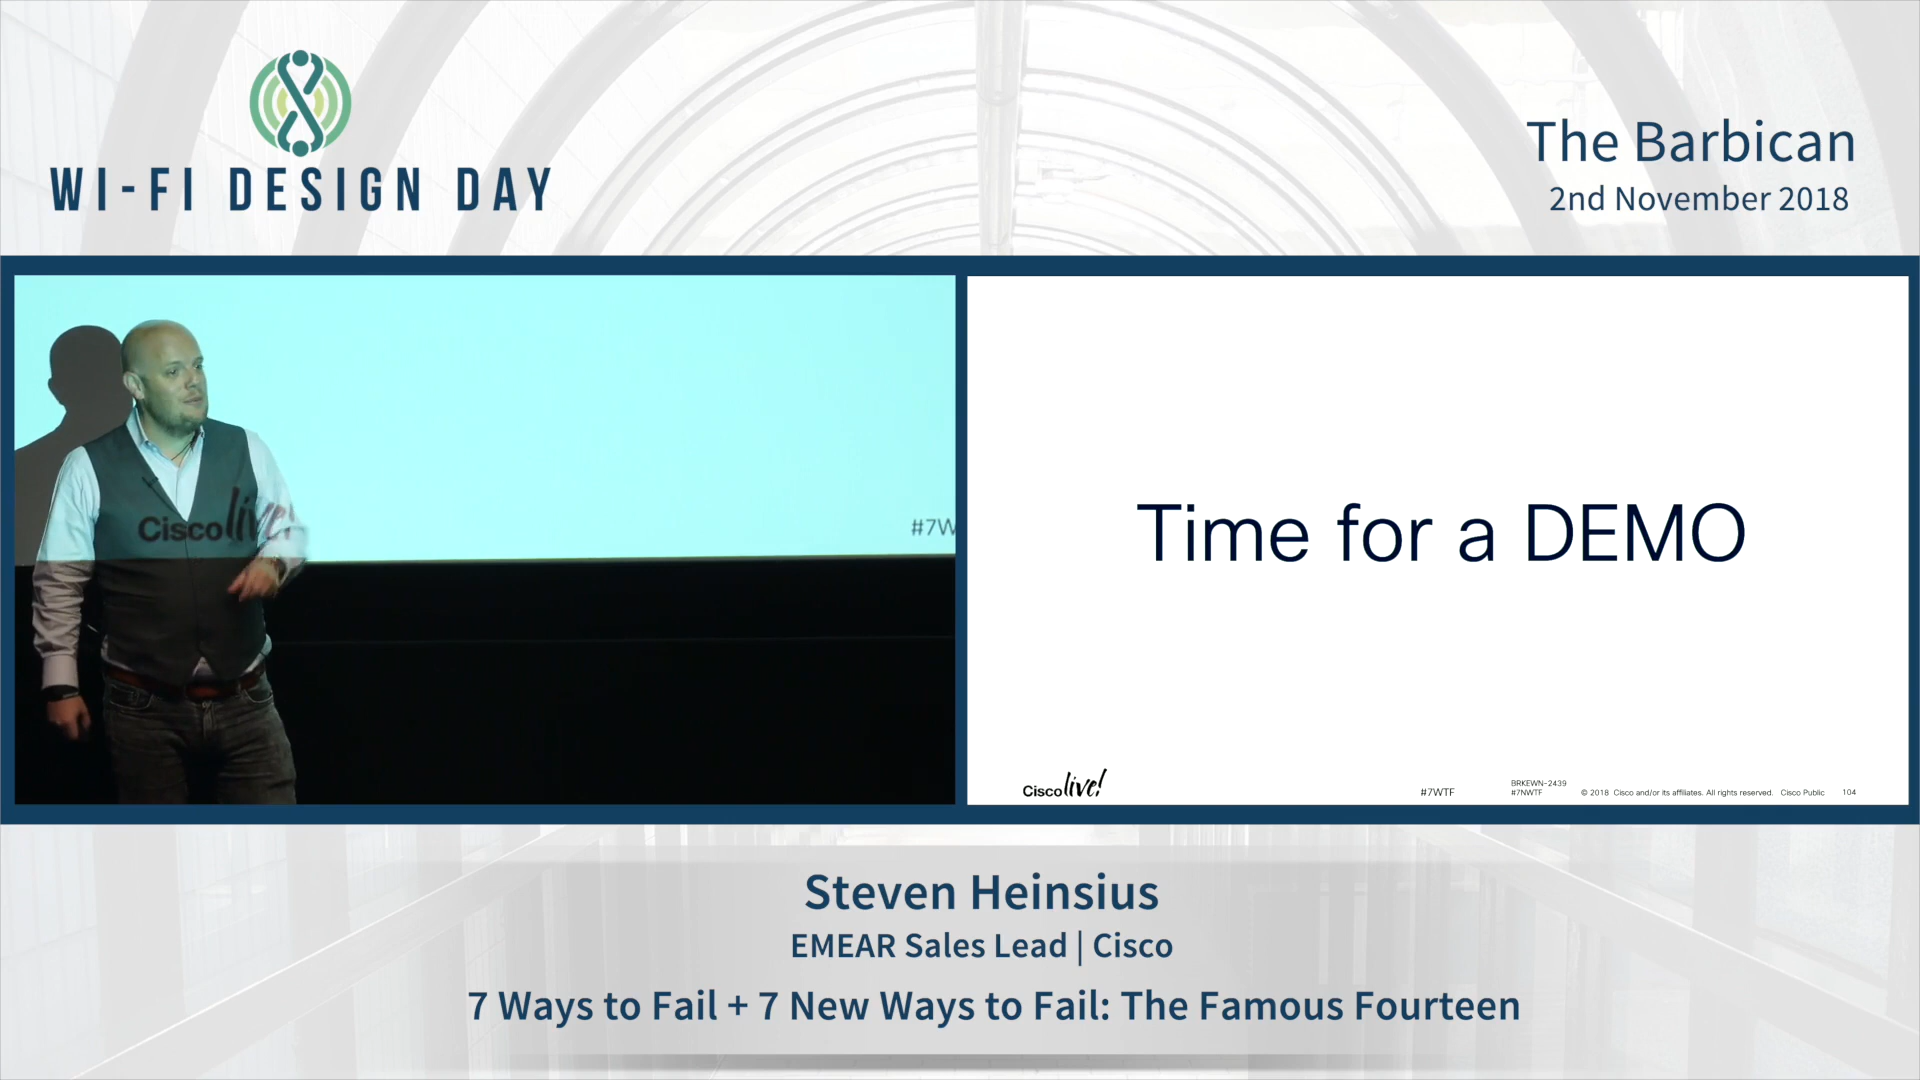 WI-FI DESIGN DAY
The Barbican
2nd November 2018
Cisco live!
#7W
Time for a DEMO
Cisco live!
#7WTF
BRKEWN-2439
#7NWTF
© 2018 Cisco and/or its affiliates. All rights reserved. Cisco Public
104
Steven Heinsius
EMEAR Sales Lead | Cisco
7 Ways to Fail + 7 New Ways to Fail: The Famous Fourteen